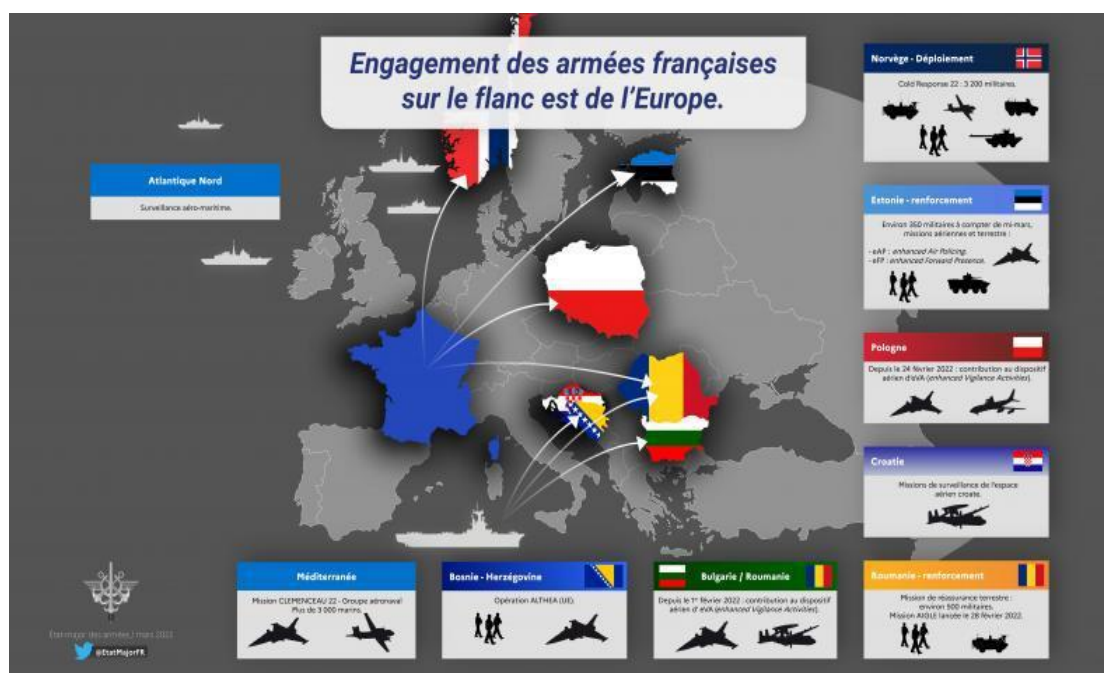 Engagement des armées françaises
sur le flanc est de l'Europe.
Atlantique Nord
Surveillance aéro-maritime.
Norvège - Déploiement
Cold Response 22 : 3 200 militaires.
Estonie - renforcement
Environ 350 militaires à compter de mi-mars,
missions aériennes et terrestre :
- eAP : enhanced Air Policing.
- eFP : enhanced Forward Presence.
Pologne
Depuis le 24 février 2022 : contribution au dispositif
aérien d'eVA (enhanced Vigilance Activities).
Croatie
Missions de surveillance de l'espace
aérien croate.
Roumanie - renforcement
Mission de réassurance terrestre :
environ 500 militaires.
Mission AIGLE lancée le 28 février 2022.
Méditerranée
Mission CLEMENCEAU 22 - Groupe aéronaval
Plus de 3 000 marins.
Bosnie - Herzégovine
Opération ALTHEA (UE).
Bulgarie / Roumanie
Depuis le 1er février 2022 : contribution au dispositif
aérien d' eVA (enhanced Vigilance Activities).
Etat-major des armées / mars 2022
@EtatMajorFR